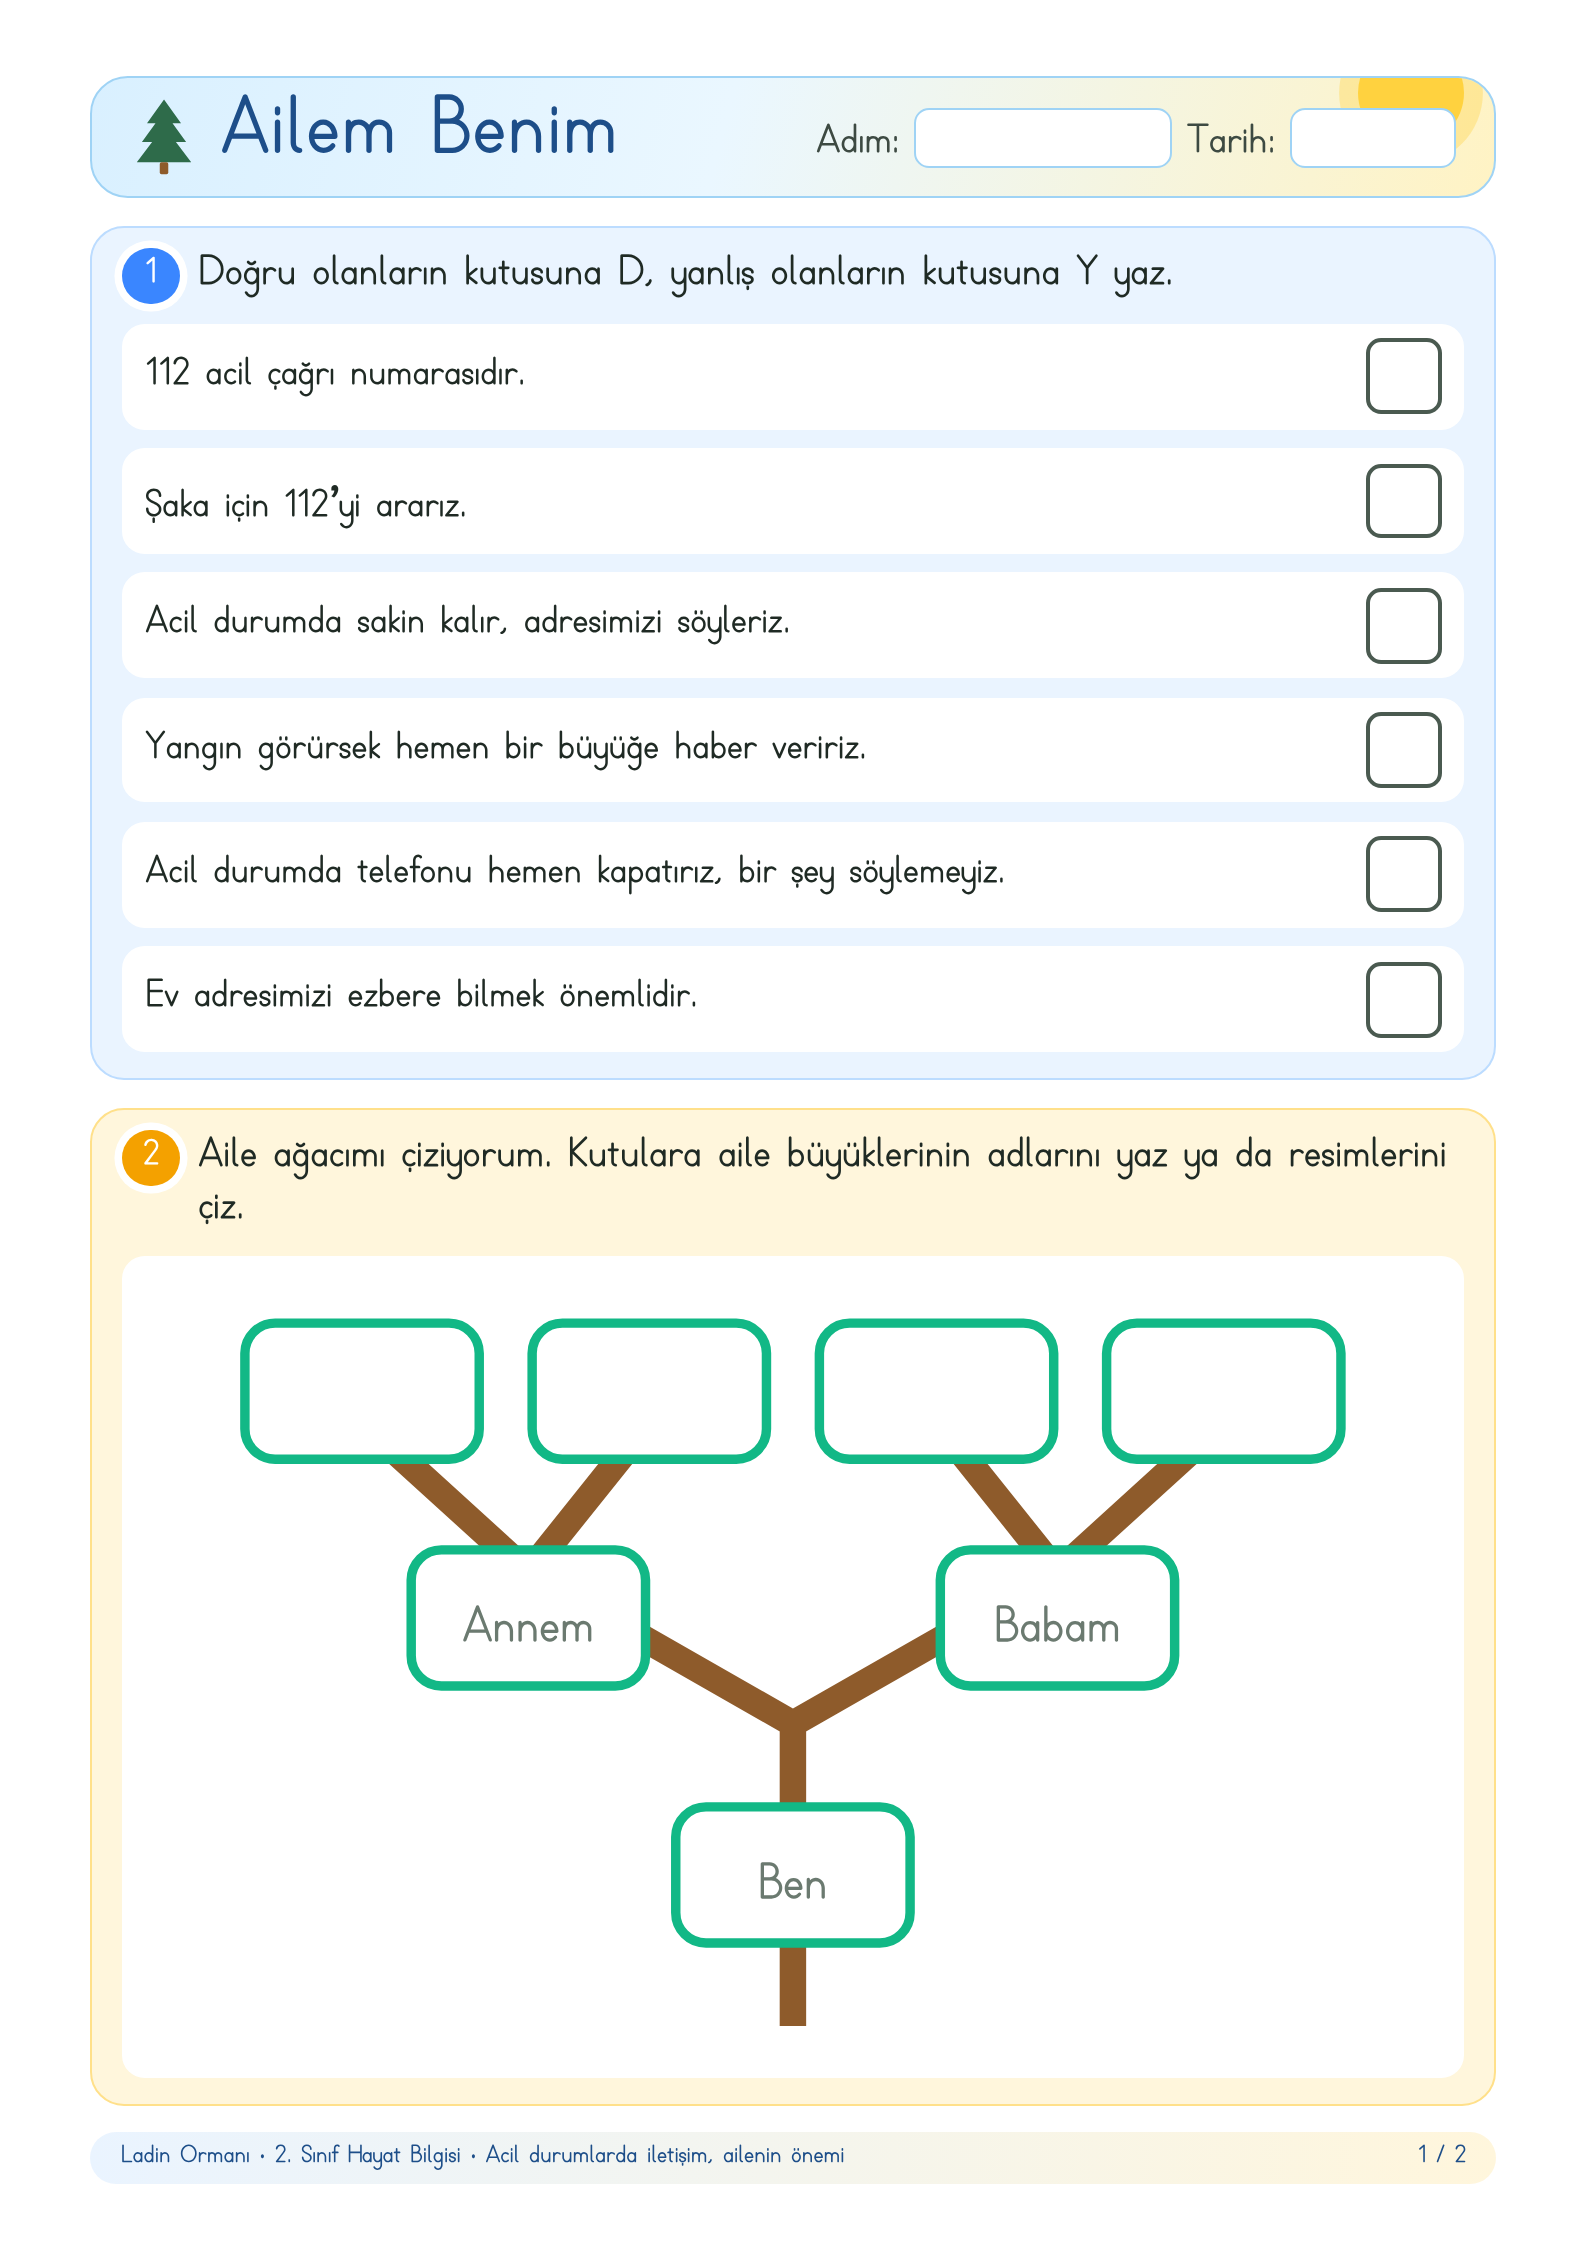 Ailem Benim
Adım:
Tarih:
1 Doğru olanların kutusuna D, yanlış olanların kutusuna Y yaz.
112 acil çağrı numarasıdır.
Şaka için 112’yi ararız.
Acil durumda sakin kalır, adresimizi söyleriz.
Yangın görürsek hemen bir büyüğe haber veririz.
Acil durumda telefonu hemen kapatırız, bir şey söylemeyiz.
Ev adresimizi ezbere bilmek önemlidir.
2 Aile ağacımı çiziyorum. Kutulara aile büyüklerinin adlarını yaz ya da resimlerini
çiz.
Annem
Babam
Ben
Ladin Ormanı • 2. Sınıf Hayat Bilgisi • Acil durumlarda iletişim, ailenin önemi
1 / 2